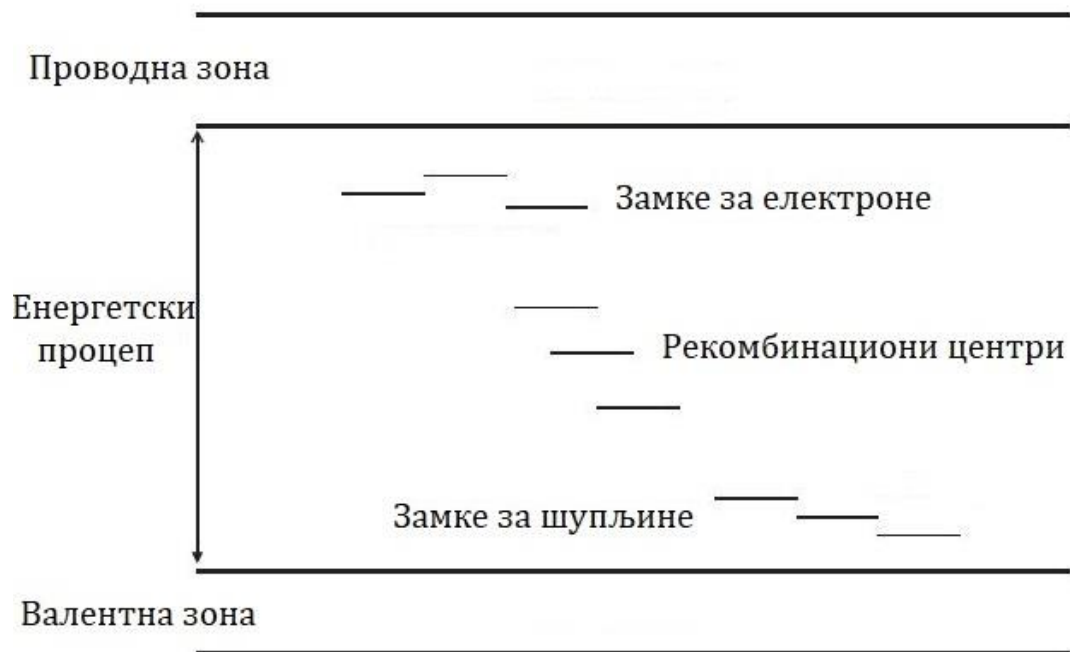 Проводна зона
Замке за електроне
Енергетски
процеп
Рекомбинациони центри
Замке за шупљине
Валентна зона